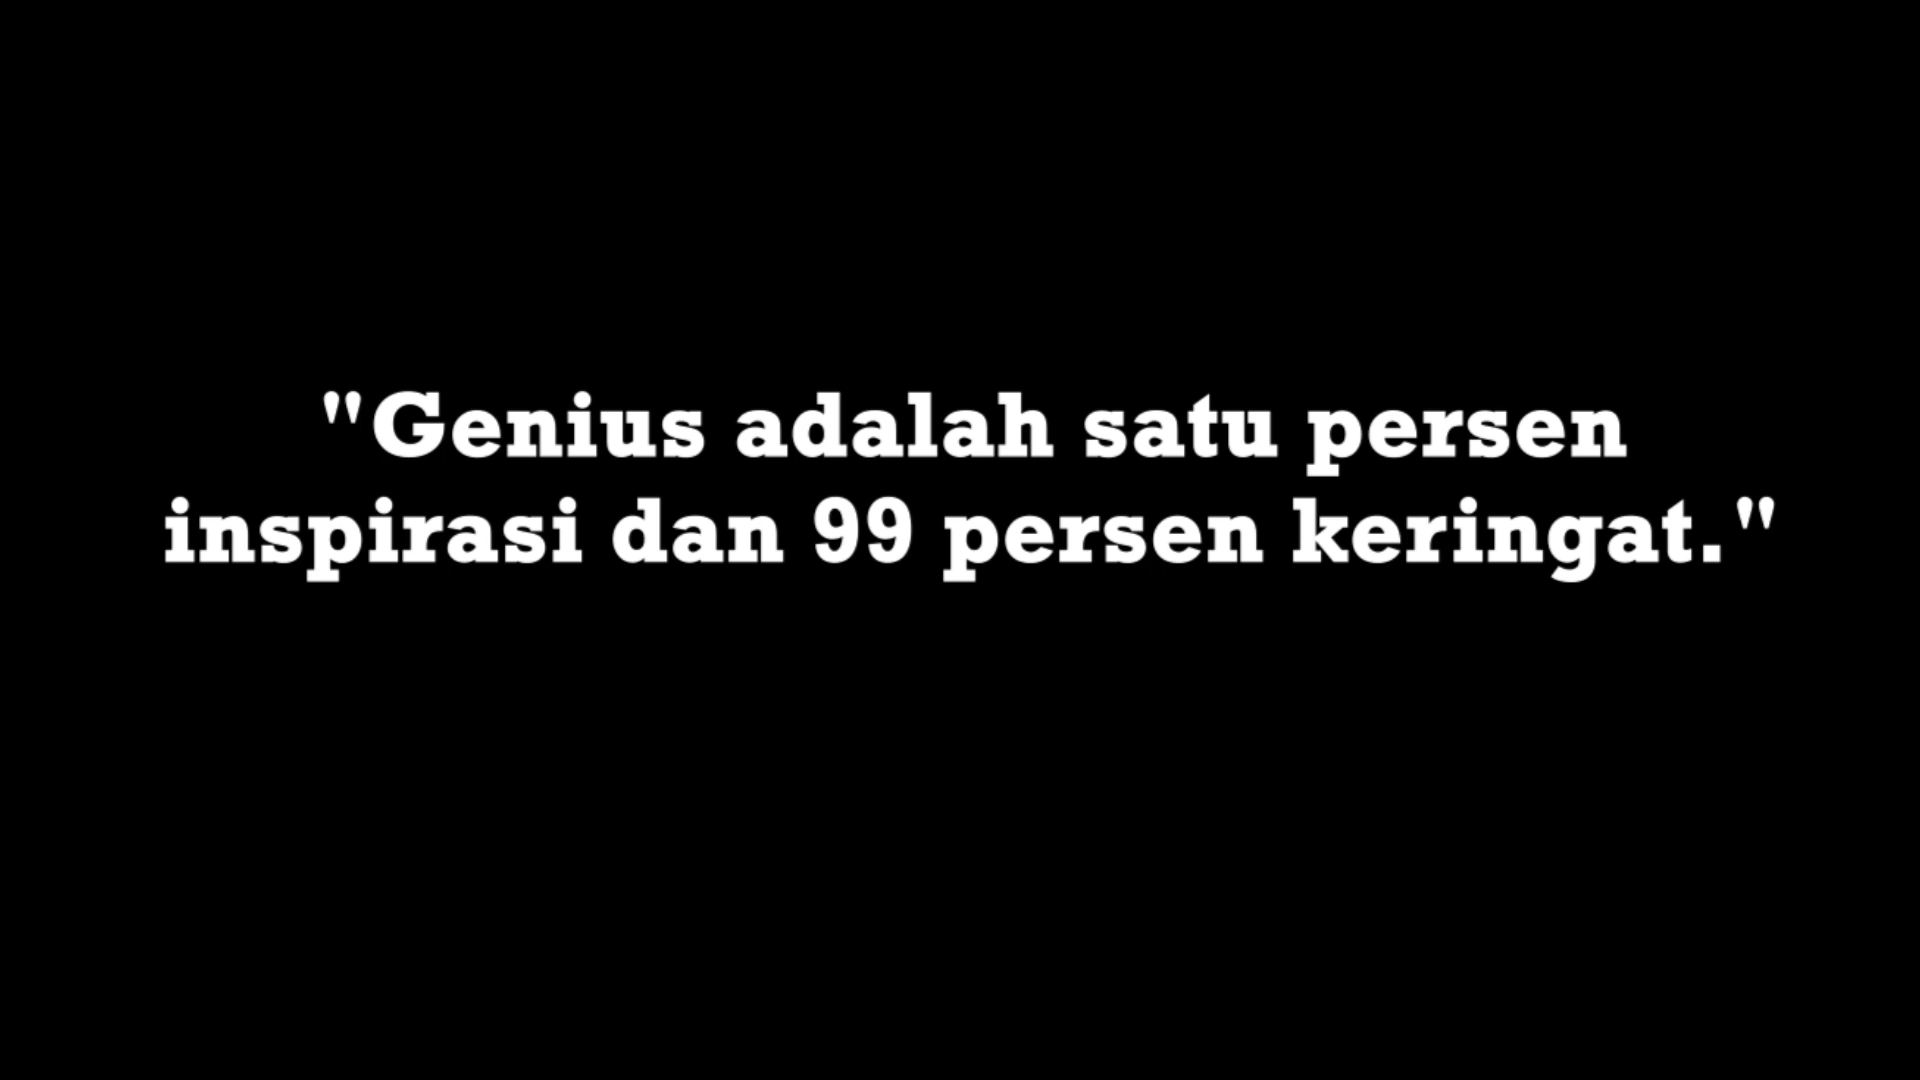 "Genius adalah satu persen
inspirasi dan 99 persen keringat."